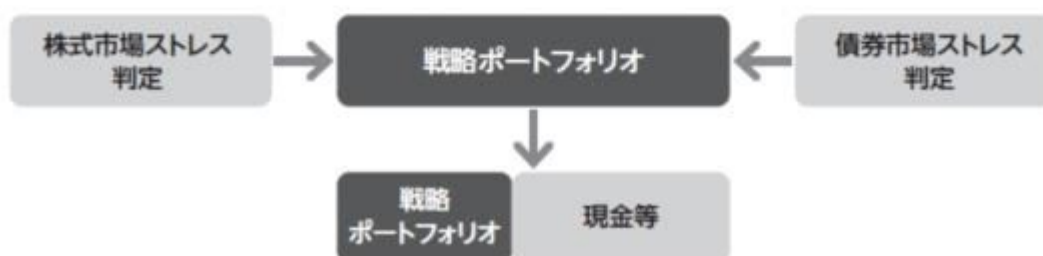 株式市場ストレス
判定
戦略ポートフォリオ
債券市場ストレス
判定
戦略
ポートフォリオ
現金等